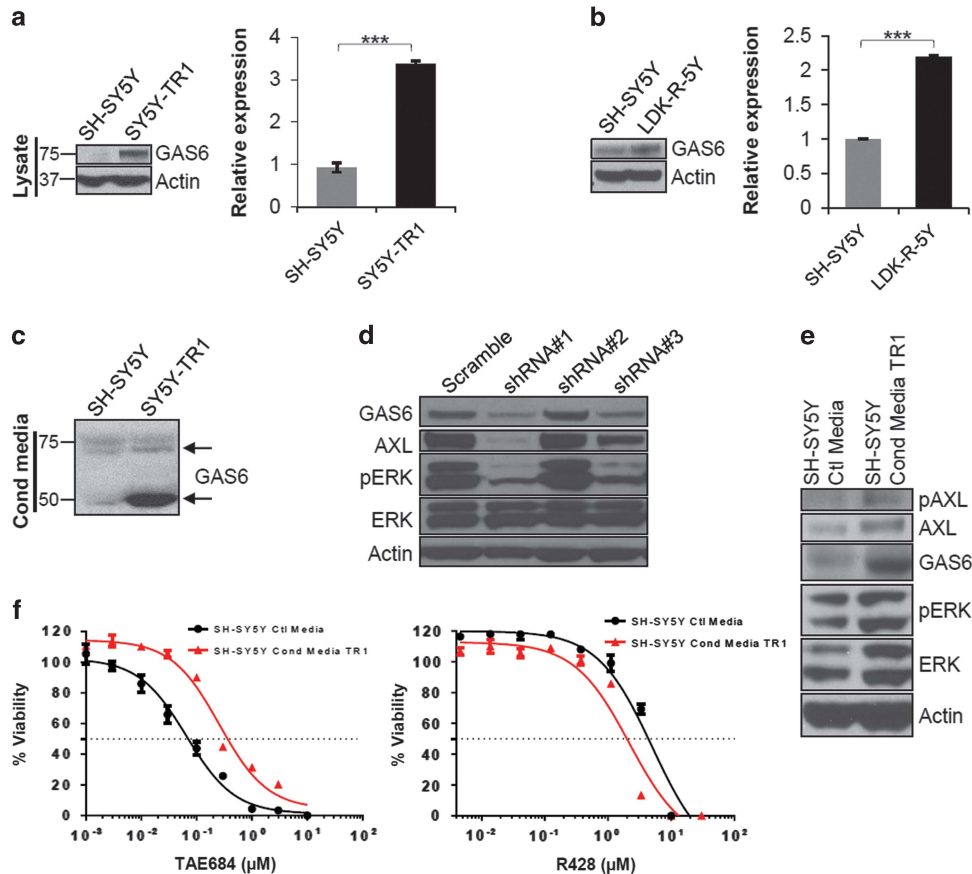 a
SH-SY5Y
SY5Y-TR1
Lysate
75
GAS6
37
Actin
Relative expression
4
3
2
1
0
***
SH-SY5Y
SY5Y-TR1
b
SH-SY5Y
LDK-R-5Y
GAS6
Actin
Relative expression
2.5
2
1.5
1
0.5
0
***
SH-SY5Y
LDK-R-5Y
c
SH-SY5Y
SY5Y-TR1
Cond media
75
50
GAS6
d
Scramble
shRNA#1
shRNA#2
shRNA#3
GAS6
AXL
pERK
ERK
Actin
e
SH-SY5Y
Ctl Media
SH-SY5Y
Cond Media TR1
pAXL
AXL
GAS6
pERK
ERK
Actin
f
% Viability
120
100
80
60
40
20
0
SH-SY5Y Ctl Media
SH-SY5Y Cond Media TR1
10⁻³ 10⁻² 10⁻¹ 10⁰ 10¹ 10²
TAE684 (µM)
% Viability
120
100
80
60
40
20
0
SH-SY5Y Ctl Media
SH-SY5Y Cond Media TR1
10⁻² 10⁻¹ 10⁰ 10¹ 10²
R428 (µM)